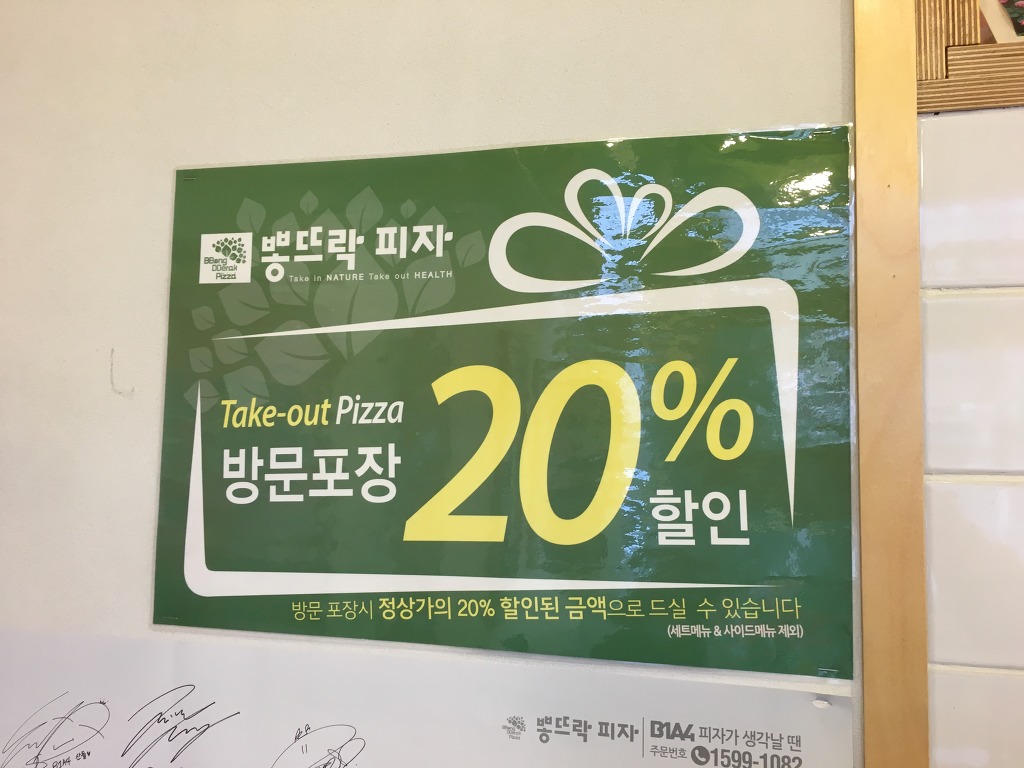 BBong
DDerak
Pizza
뽕뜨락 피자
Take in NATURE Take out HEALTH
Take-out Pizza
방문포장
20%
할인
방문 포장시 정상가의 20% 할인된 금액으로 드실 수 있습니다
(세트메뉴 & 사이드메뉴 제외)
뽕뜨락 피자
B1A4 피자가 생각날 땐
주문번호 1599-1082
B1A4